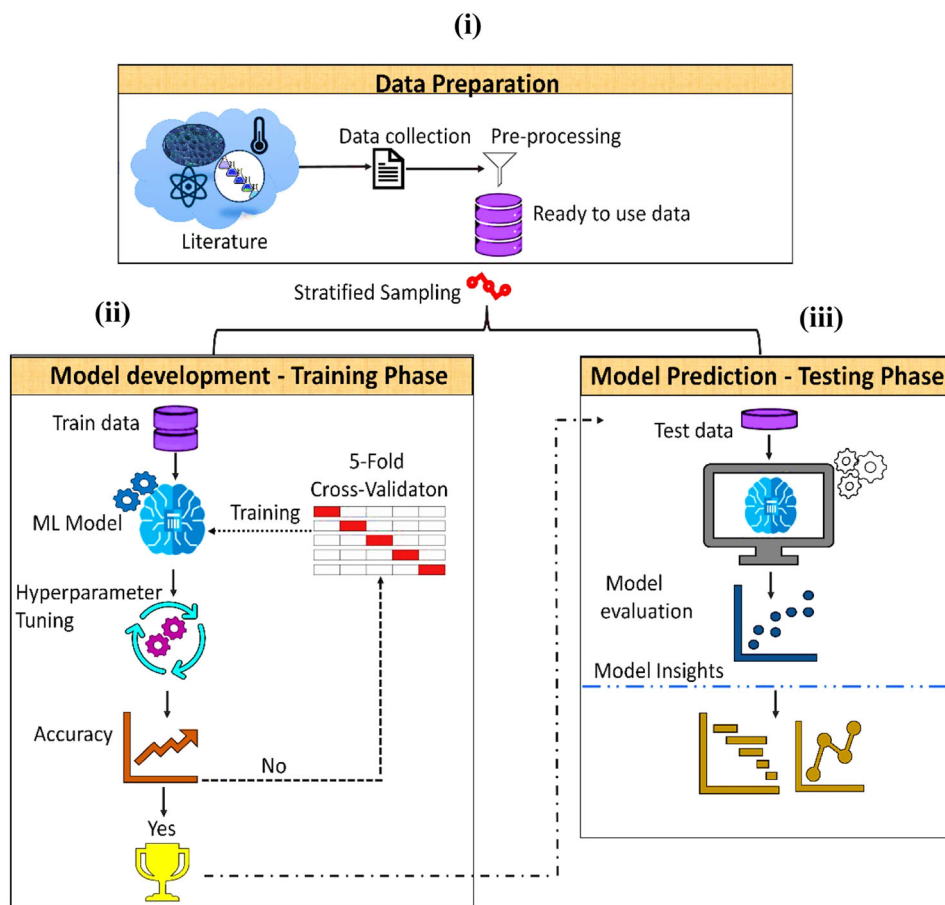 (i)
Data Preparation
Data collection
Pre-processing
Literature
Ready to use data
Stratified Sampling
(ii)
Model development - Training Phase
Train data
5-Fold
Cross-Validaton
ML Model
Training
Hyperparameter
Tuning
Accuracy
No
Yes
(iii)
Model Prediction - Testing Phase
Test data
Model
evaluation
Model Insights